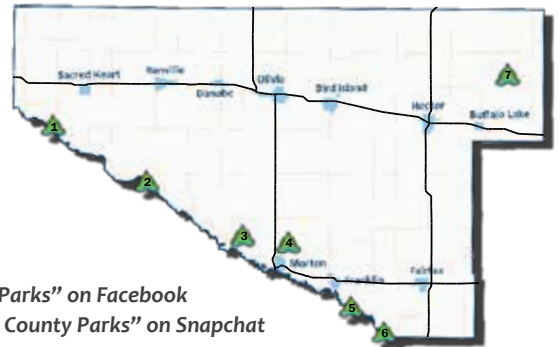 Sacred Heart
Renville
Danube
Olivia
Bird Island
Hector
Buffalo Lake
7
1
2
3
4
Morton
Franklin
Fairfax
5
6
Parks” on Facebook
County Parks” on Snapchat